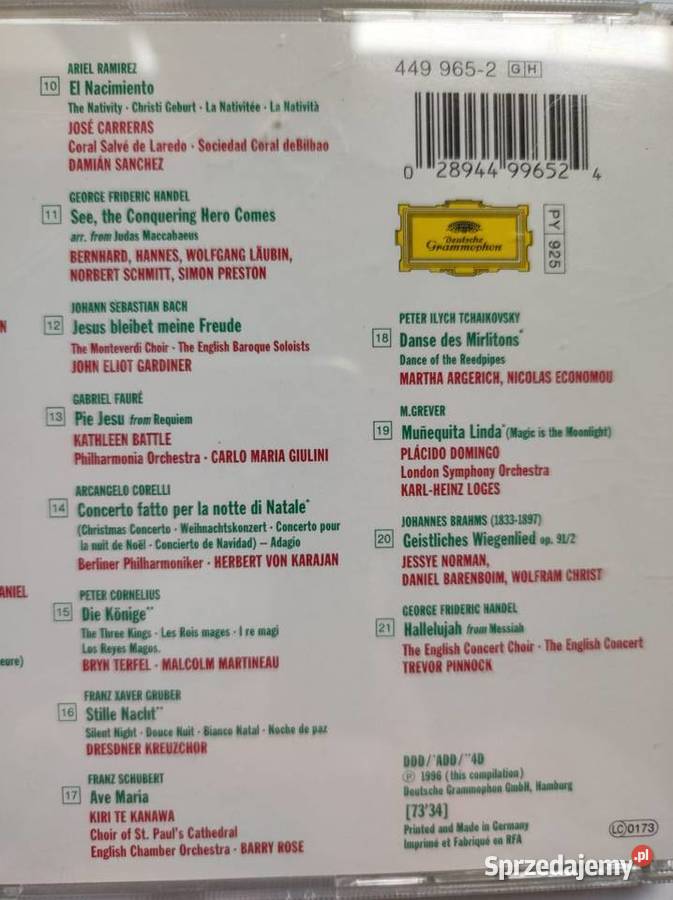 ARIEL RAMIREZ
10 El Nacimiento
The Nativity · Christi Geburt · La Nativitée · La Natività
JOSÉ CARRERAS
Coral Salvé de Laredo · Sociedad Coral deBilbao
DAMIÁN SANCHEZ
GEORGE FRIDERIC HANDEL
11 See, the Conquering Hero Comes
arr. from Judas Maccabaeus
BERNHARD, HANNES, WOLFGANG LÄUBIN,
NORBERT SCHMITT, SIMON PRESTON
JOHANN SEBASTIAN BACH
12 Jesus bleibet meine Freude
The Monteverdi Choir · The English Baroque Soloists
JOHN ELIOT GARDINER
GABRIEL FAURÉ
13 Pie Jesu from Requiem
KATHLEEN BATTLE
Philharmonia Orchestra · CARLO MARIA GIULINI
ARCANGELO CORELLI
14 Concerto fatto per la notte di Natale*
(Christmas Concerto · Weihnachtskonzert · Concerto pour
la nuit de Noël · Concierto de Navidad) – Adagio
Berliner Philharmoniker · HERBERT VON KARAJAN
ANIEL
PETER CORNELIUS
15 Die Könige**
The Three Kings · Les Rois mages · I re magi
Los Reyes Magos.
eure)
BRYN TERFEL · MALCOLM MARTINEAU
FRANZ XAVER GRUBER
16 Stille Nacht**
Silent Night · Douce Nuit · Bianco Natal · Noche de paz
DRESDNER KREUZCHOR
FRANZ SCHUBERT
17 Ave Maria
KIRI TE KANAWA
Choir of St. Paul's Cathedral
English Chamber Orchestra · BARRY ROSE
449 965-2 GH
0 28944 99652 4
Deutsche
Grammophon
PY 925
PETER ILYCH TCHAIKOVSKY
18 Danse des Mirlitons*
Dance of the Reedpipes
MARTHA ARGERICH, NICOLAS ECONOMOU
M.GREVER
19 Muñequita Linda* (Magic is the Moonlight)
PLÁCIDO DOMINGO
London Symphony Orchestra
KARL-HEINZ LOGES
JOHANNES BRAHMS (1833-1897)
20 Geistliches Wiegenlied op. 91/2
JESSYE NORMAN,
DANIEL BARENBOIM, WOLFRAM CHRIST
GEORGE FRIDERIC HANDEL
21 Hallelujah from Messiah
The English Concert Choir · The English Concert
TREVOR PINNOCK
DDD/*ADD/**4D
℗ 1996 (this compilation)
Deutsche Grammophon GmbH, Hamburg
[73'34]
Printed and Made in Germany
Imprimé et Fabriqué en RFA
LC 0173
Sprzedajemy.pl